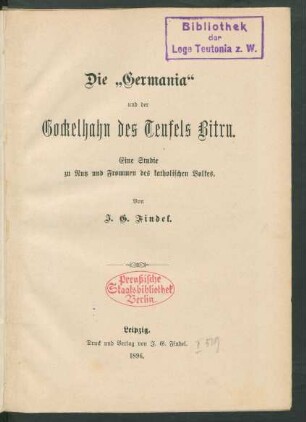 Bibliothek
der
Loge Teutonia z. W.
Die „Germania“
und der
Gockelhahn des Teufels Bitru.
Eine Studie
zu Nutz und Frommen des katholischen Volkes.
Von
J. G. Findel.
Preußische
Staatsbibliothek
Berlin
Leipzig.
Druck und Verlag von J. G. Findel.
1896.